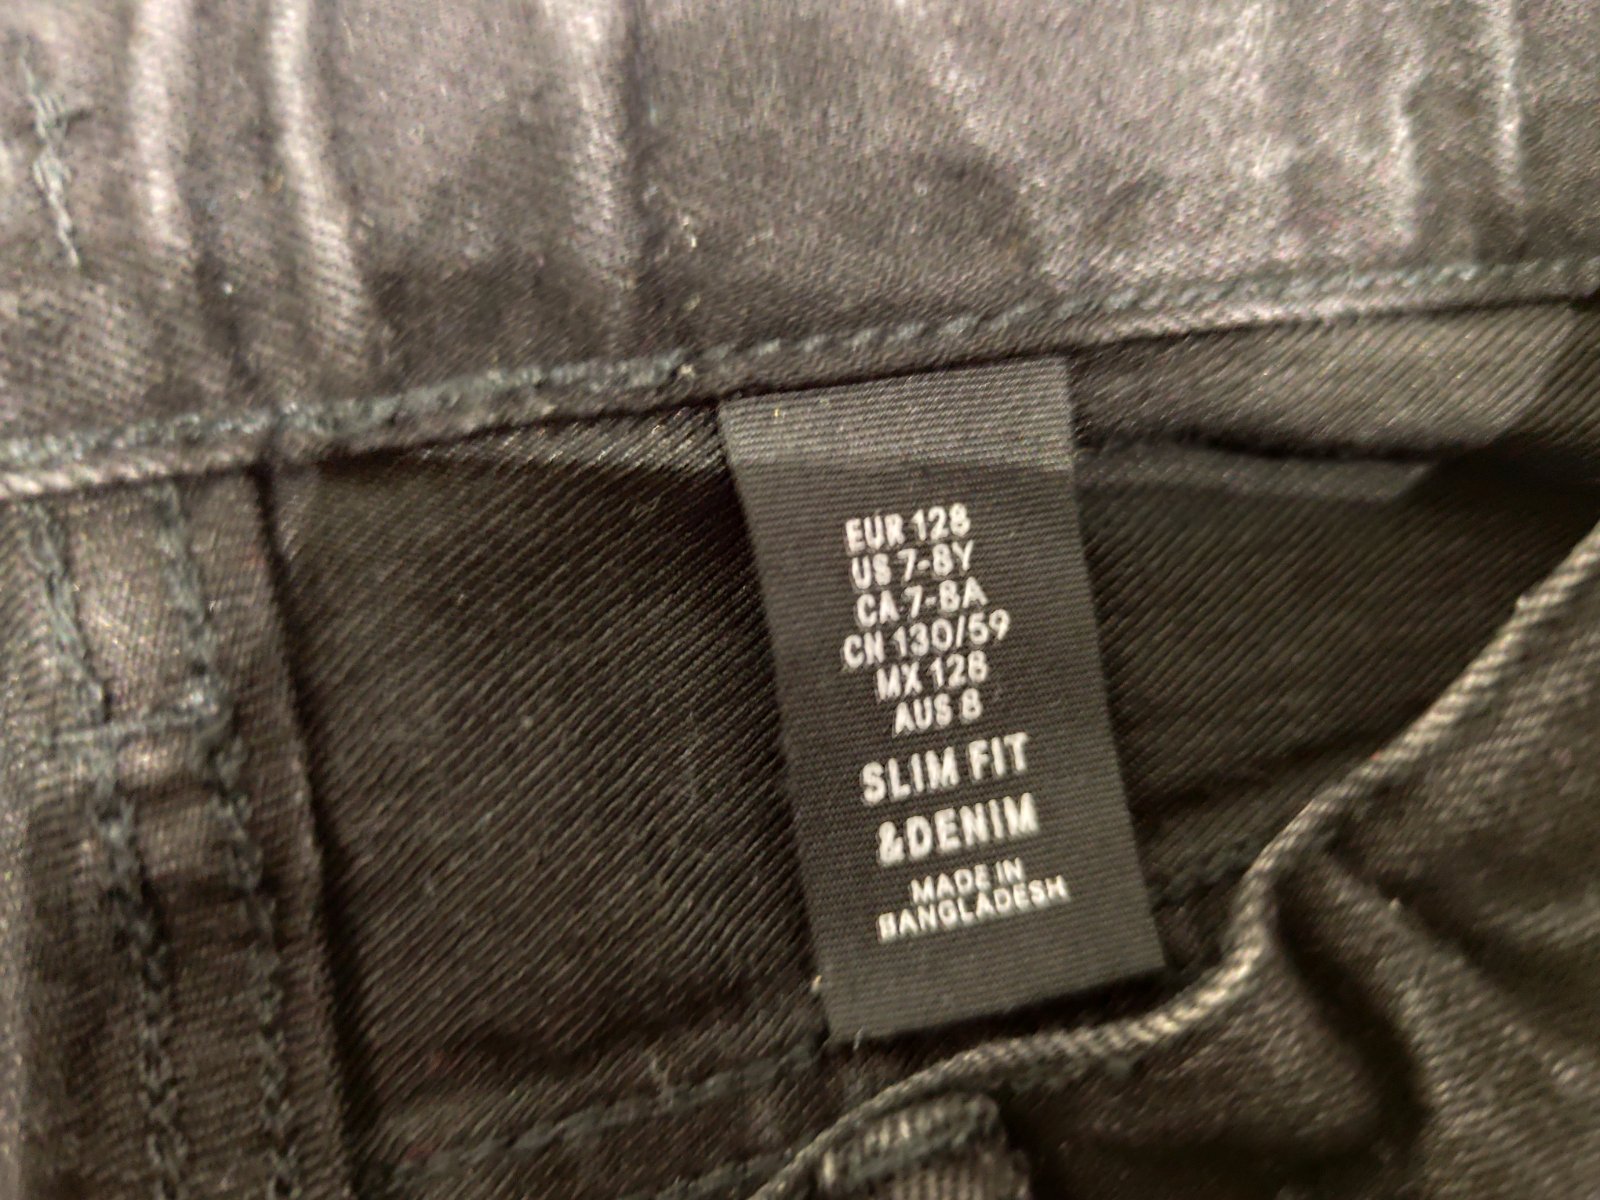 EUR 128
US 7-8Y
CA 7-8A
CN 130/59
MX 128
AUS 8
SLIM FIT
&DENIM
MADE IN
BANGLADESH